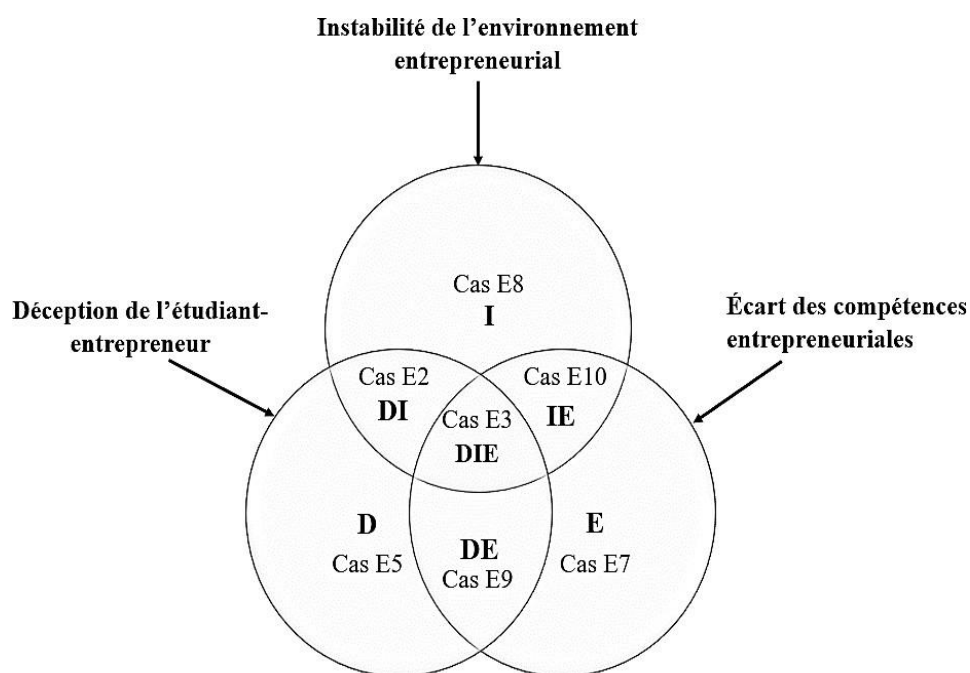 Instabilité de l’environnement
entrepreneurial
Cas E8
I
Déception de l’étudiant-
entrepreneur
Écart des compétences
entrepreneuriales
Cas E2
DI
Cas E10
IE
Cas E3
DIE
D
Cas E5
DE
Cas E9
E
Cas E7